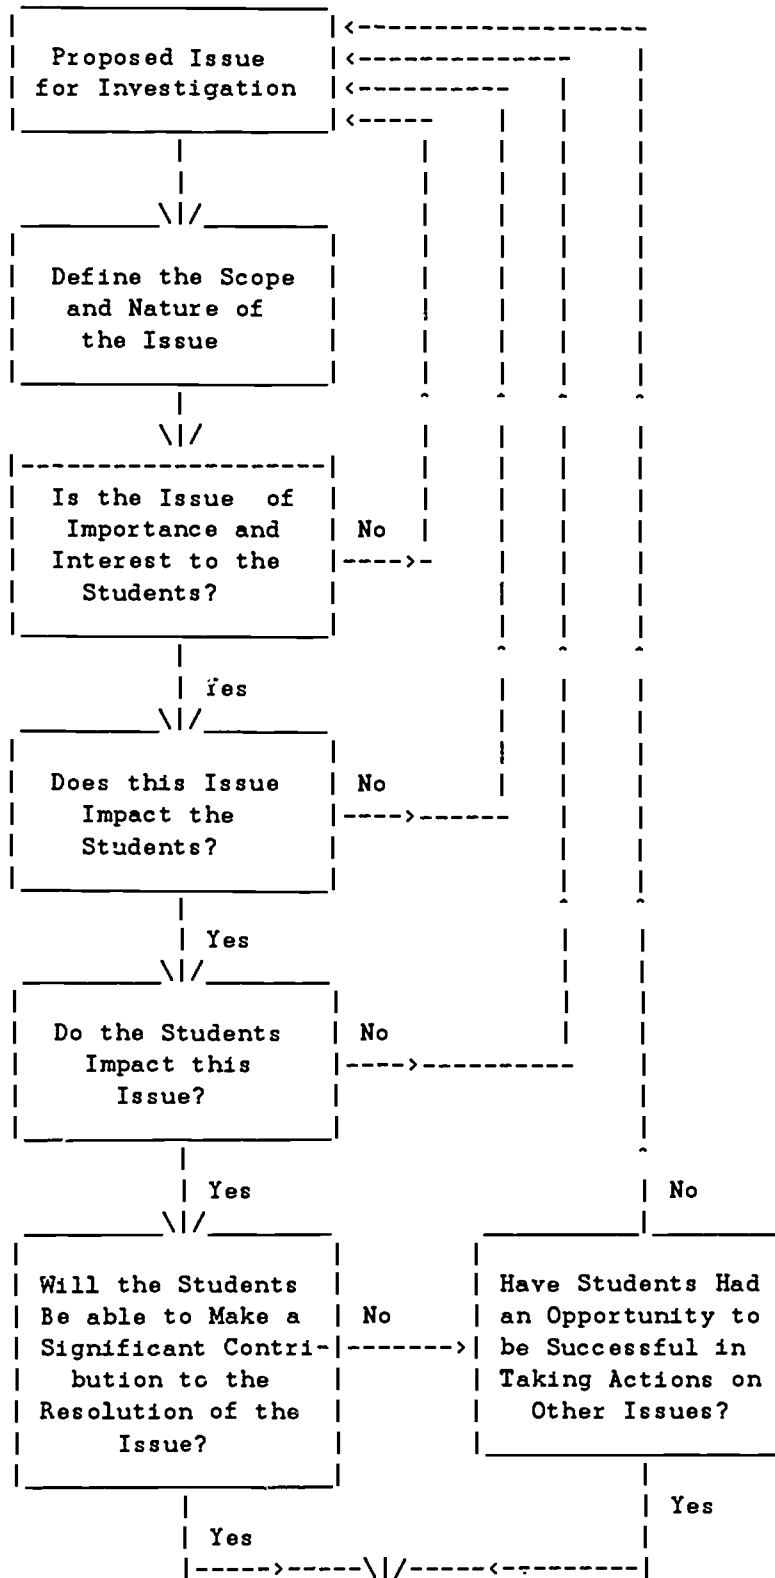 Proposed Issue
for Investigation
Define the Scope
and Nature of
the Issue
Is the Issue of
Importance and
Interest to the
Students?
No
Yes
Does this Issue
Impact the
Students?
No
Yes
Do the Students
Impact this
Issue?
No
Yes
Will the Students
Be able to Make a
Significant Contri-
bution to the
Resolution of the
Issue?
No
Have Students Had
an Opportunity to
be Successful in
Taking Actions on
Other Issues?
No
Yes
Yes